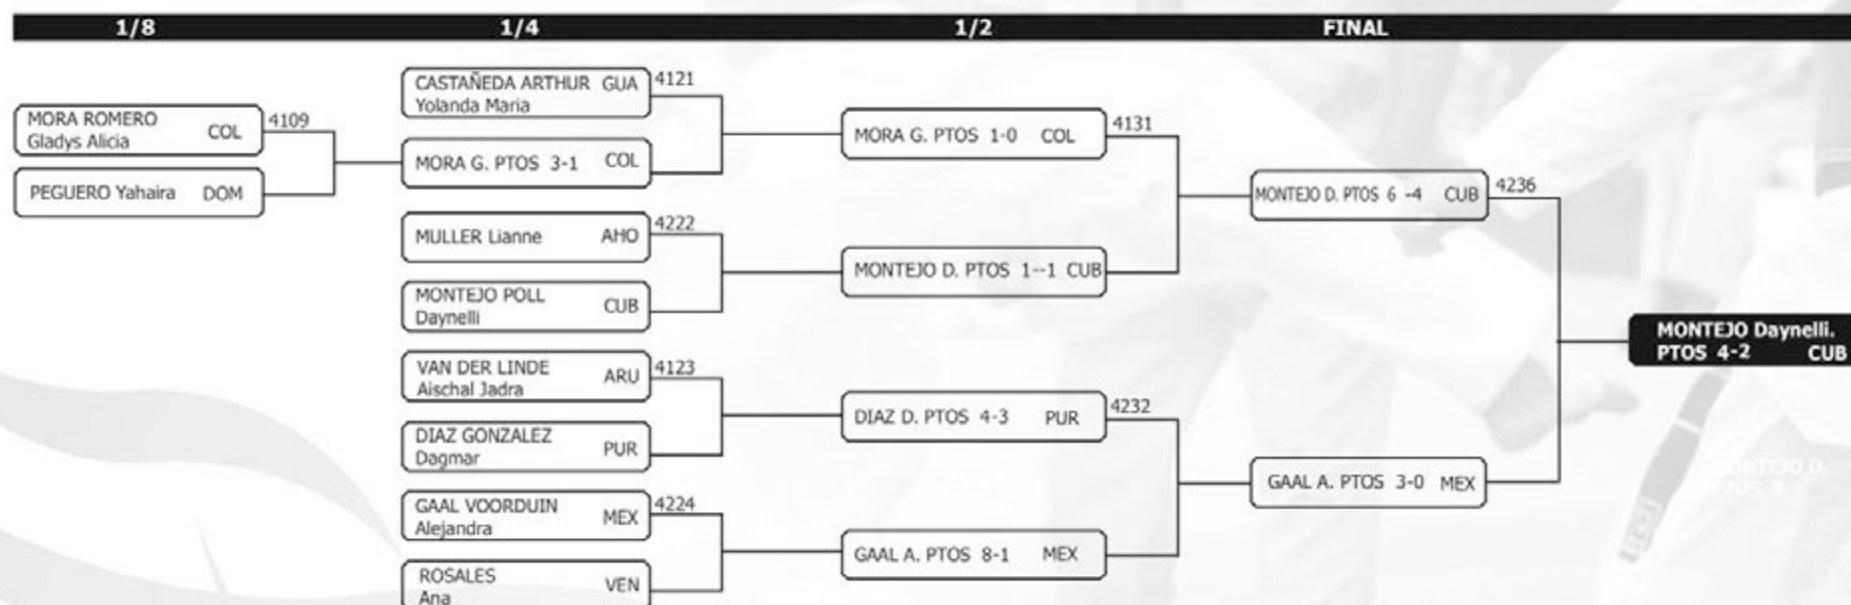 1/8 1/4 1/2 FINAL
MORA ROMERO
Gladys Alicia COL
4109
PEGUERO Yahaira DOM
CASTAÑEDA ARTHUR GUA
Yolanda Maria
4121
MORA G. PTOS 3-1 COL
MULLER Lianne AHO
4222
MONTEJO POLL
Daynelli CUB
VAN DER LINDE
Aischal Jadra ARU
4123
DIAZ GONZALEZ
Dagmar PUR
GAAL VOORDUIN
Alejandra MEX
4224
ROSALES
Ana VEN
MORA G. PTOS 1-0 COL
4131
MONTEJO D. PTOS 1--1 CUB
DIAZ D. PTOS 4-3 PUR
4232
GAAL A. PTOS 8-1 MEX
MONTEJO D. PTOS 6 -4 CUB
4236
GAAL A. PTOS 3-0 MEX
MONTEJO Daynelli.
PTOS 4-2 CUB
MONTEJO D.